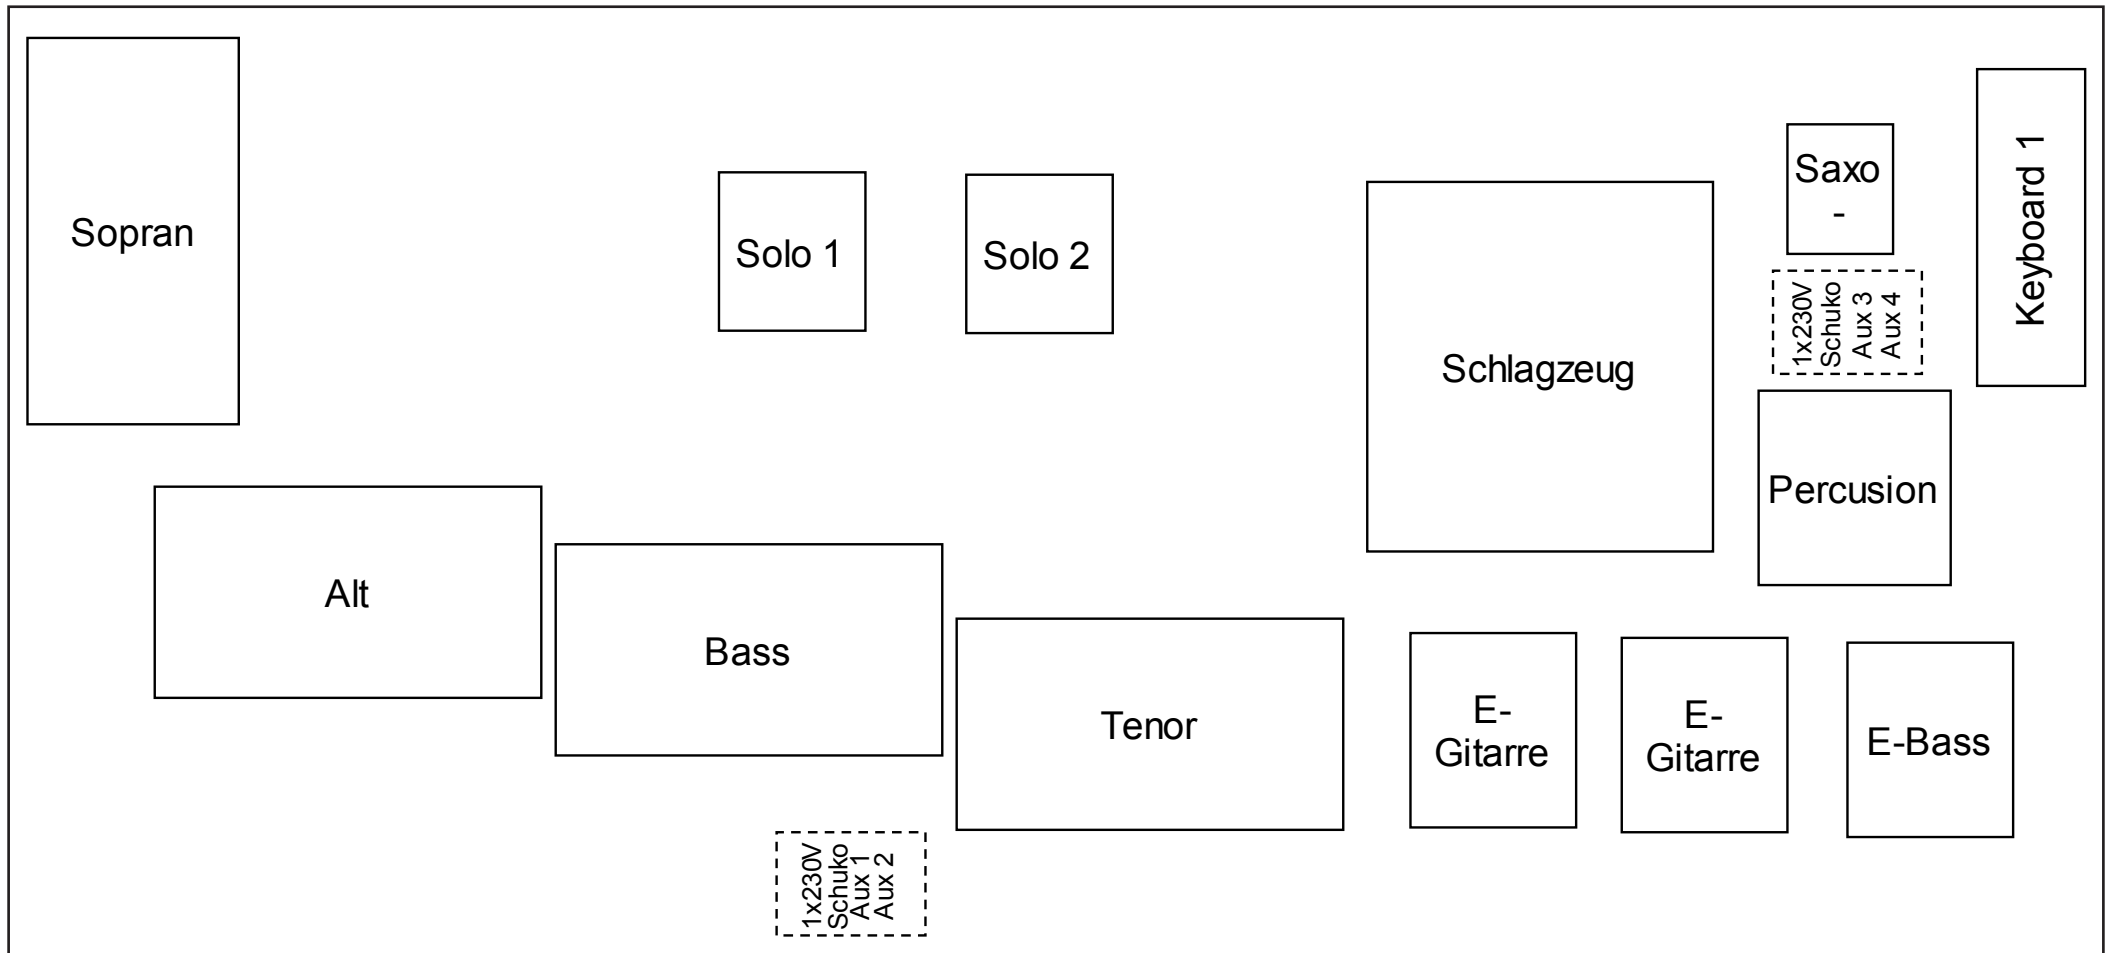 Sopran
Solo 1
Solo 2
Schlagzeug
Saxo
-
Keyboard 1
1x230V
Schuko
Aux 3
Aux 4
Percusion
Alt
Bass
Tenor
E-
Gitarre
E-
Gitarre
E-Bass
1x230V
Schuko
Aux 1
Aux 2